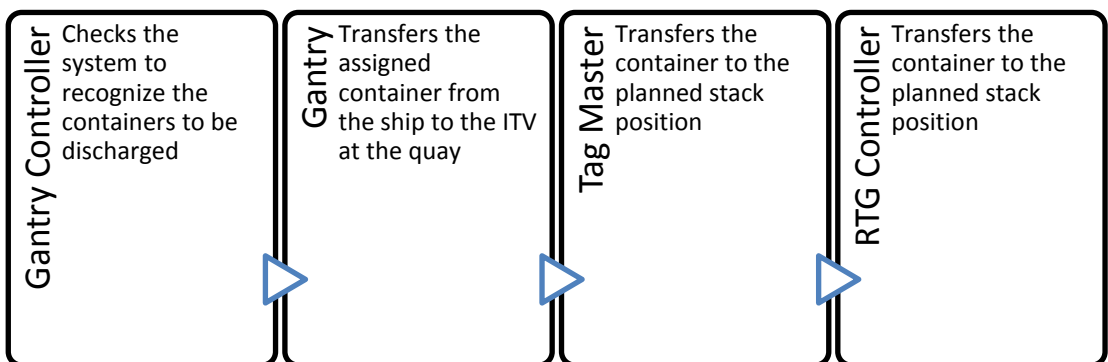 Gantry Controller
Checks the
system to
recognize the
containers to be
discharged
Gantry
Transfers the
assigned
container from
the ship to the ITV
at the quay
Tag Master
Transfers the
container to the
planned stack
position
RTG Controller
Transfers the
container to the
planned stack
position